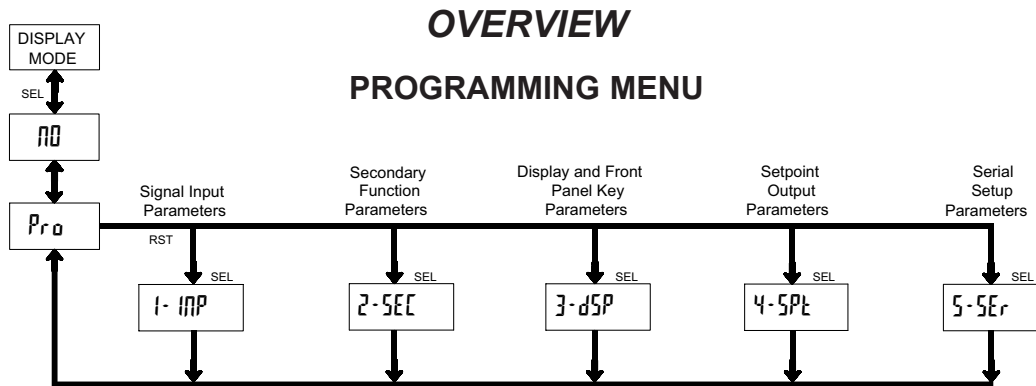 OVERVIEW
PROGRAMMING MENU
DISPLAY
MODE
SEL
NO
Pro
RST
Signal Input
Parameters
SEL
1-INP
Secondary
Function
Parameters
SEL
2-SEC
Display and Front
Panel Key
Parameters
SEL
3-dSP
Setpoint
Output
Parameters
SEL
4-SPt
Serial
Setup
Parameters
SEL
5-SEr